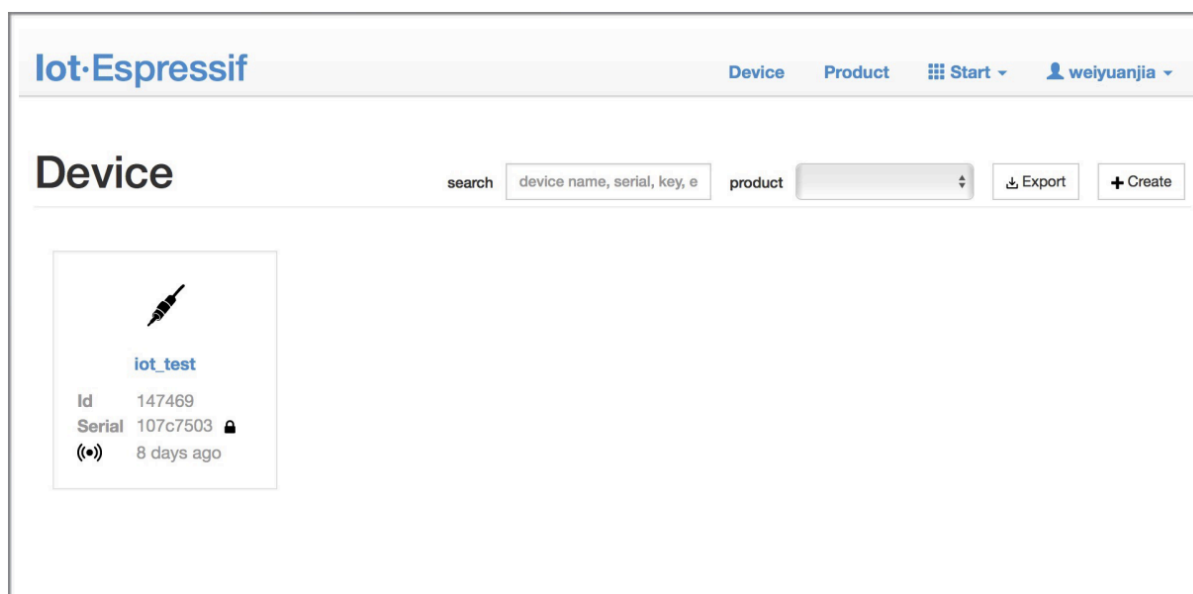 Iot·Espressif
Device Product Start weiyuanjia
Device
search device name, serial, key, e product Export Create
iot_test
Id 147469
Serial 107c7503
8 days ago